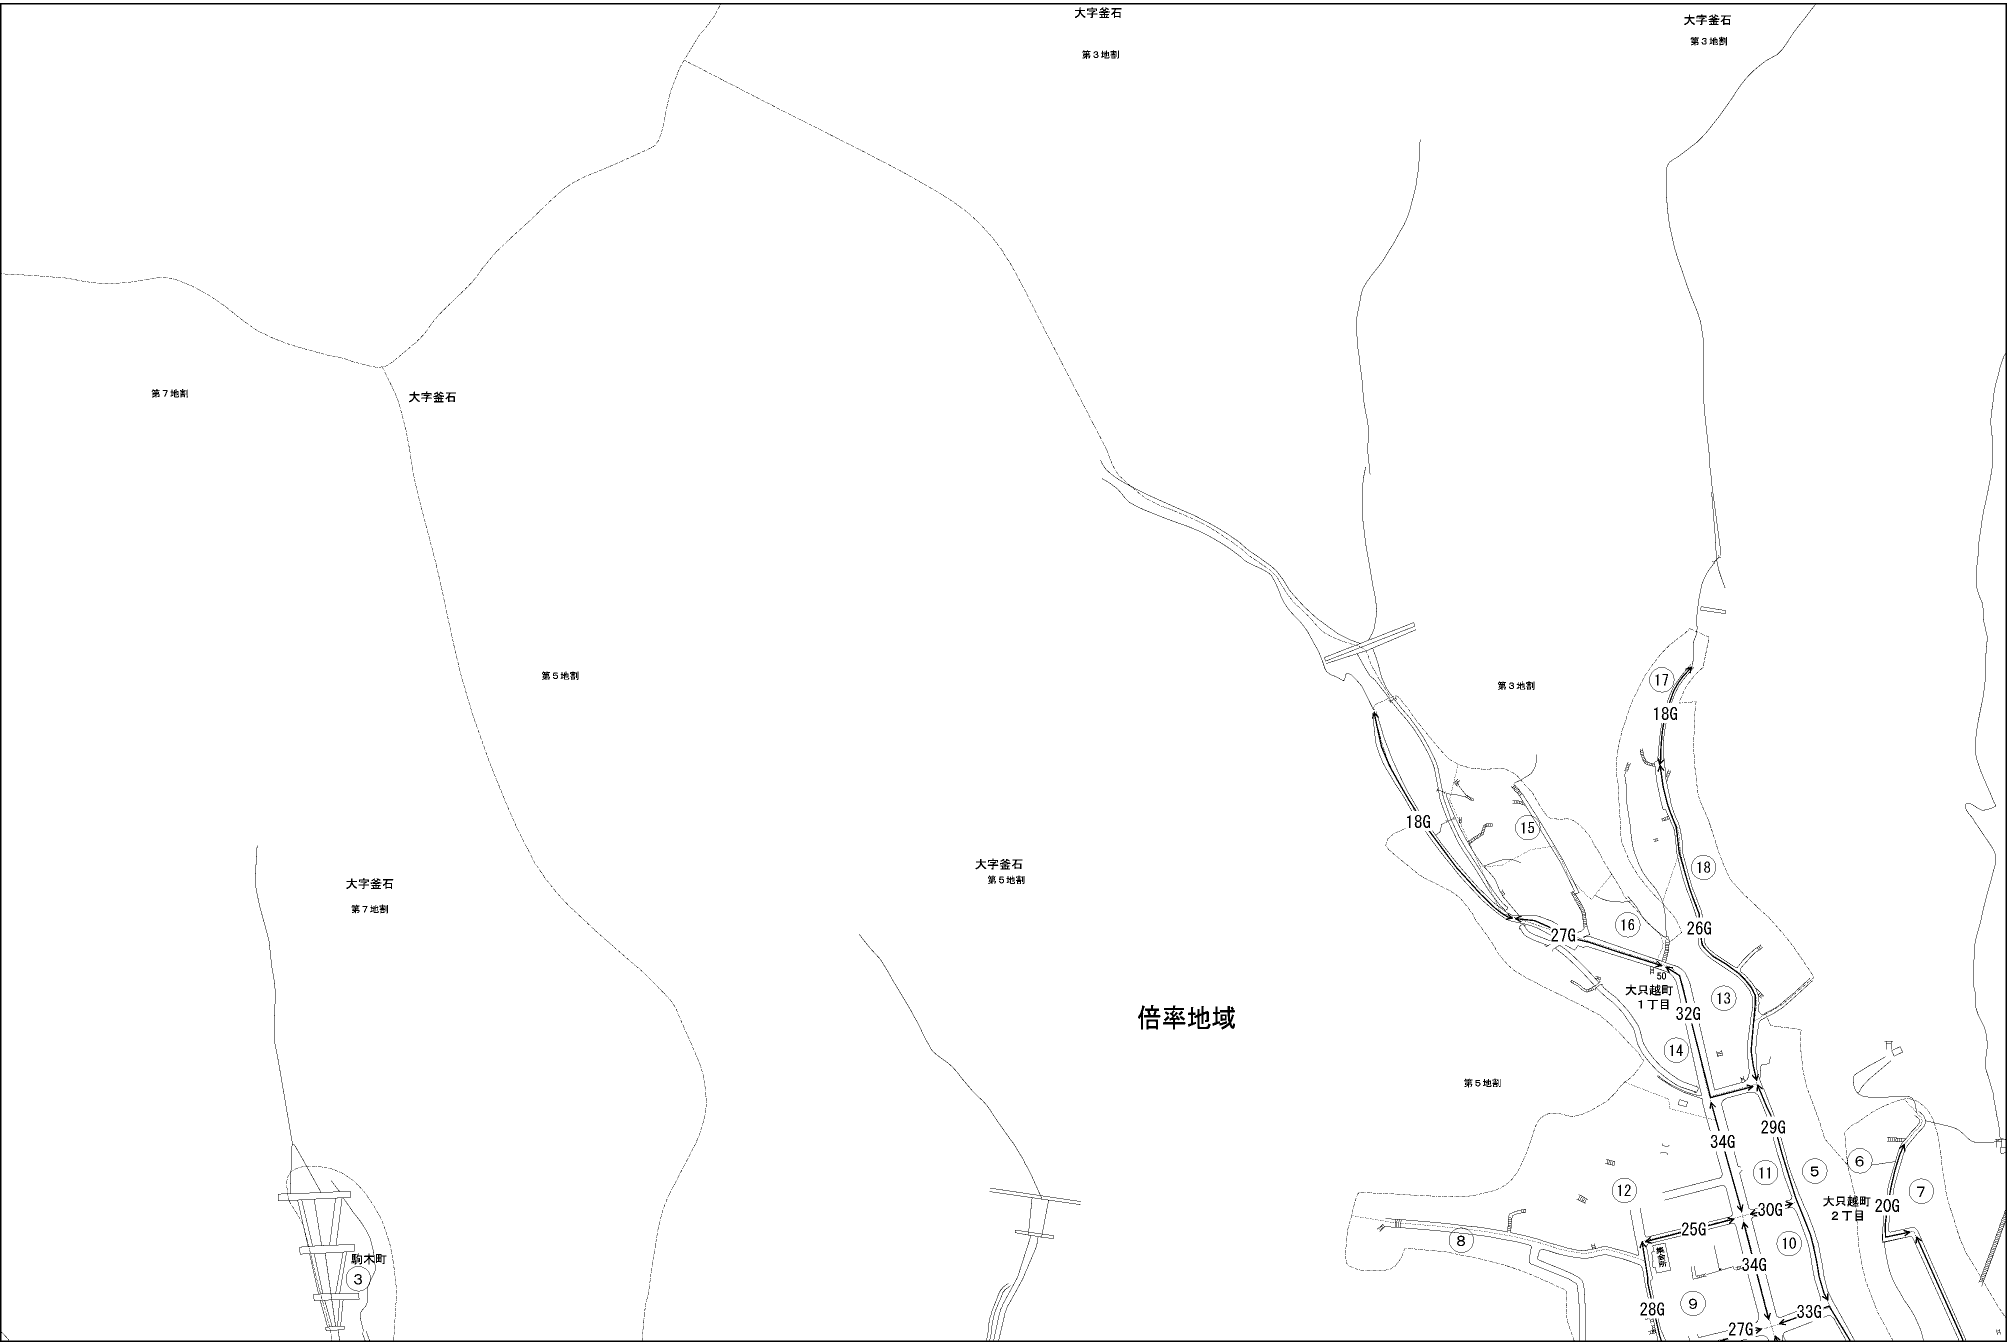 大字釜石
第3地割
大字釜石
第3地割
第7地割
大字釜石
第5地割
第3地割
17
18G
18G
15
大字釜石
第5地割
大字釜石
第7地割
18
16
26G
27G
50
大只越町
1丁目
13
32G
倍率地域
14
第5地割
29G
34G
11
5
6
7
12
大只越町
2丁目
20G
30G
25G
8
10
集会所
駒木町
3
34G
9
28G
33G
27G